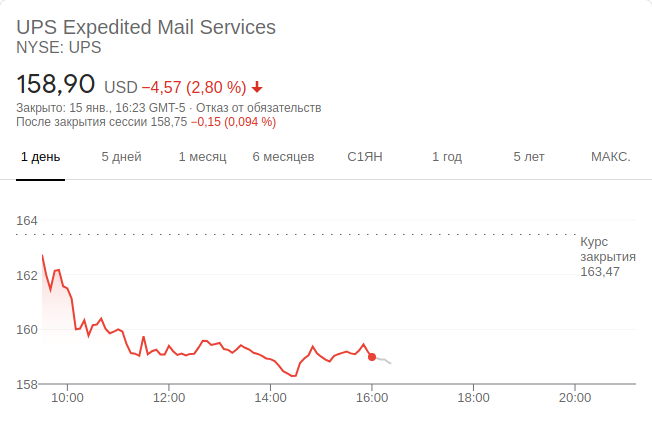 UPS Expedited Mail Services
NYSE: UPS
158,90 USD −4,57 (2,80 %) 🡇
Закрыто: 15 янв., 16:23 GMT-5 · Отказ от обязательств
После закрытия сессии 158,75 −0,15 (0,094 %)
1 день 5 дней 1 месяц 6 месяцев С1ЯН 1 год 5 лет МАКС.
164
Курс
закрытия
163,47
162
160
158
10:00 12:00 14:00 16:00 18:00 20:00